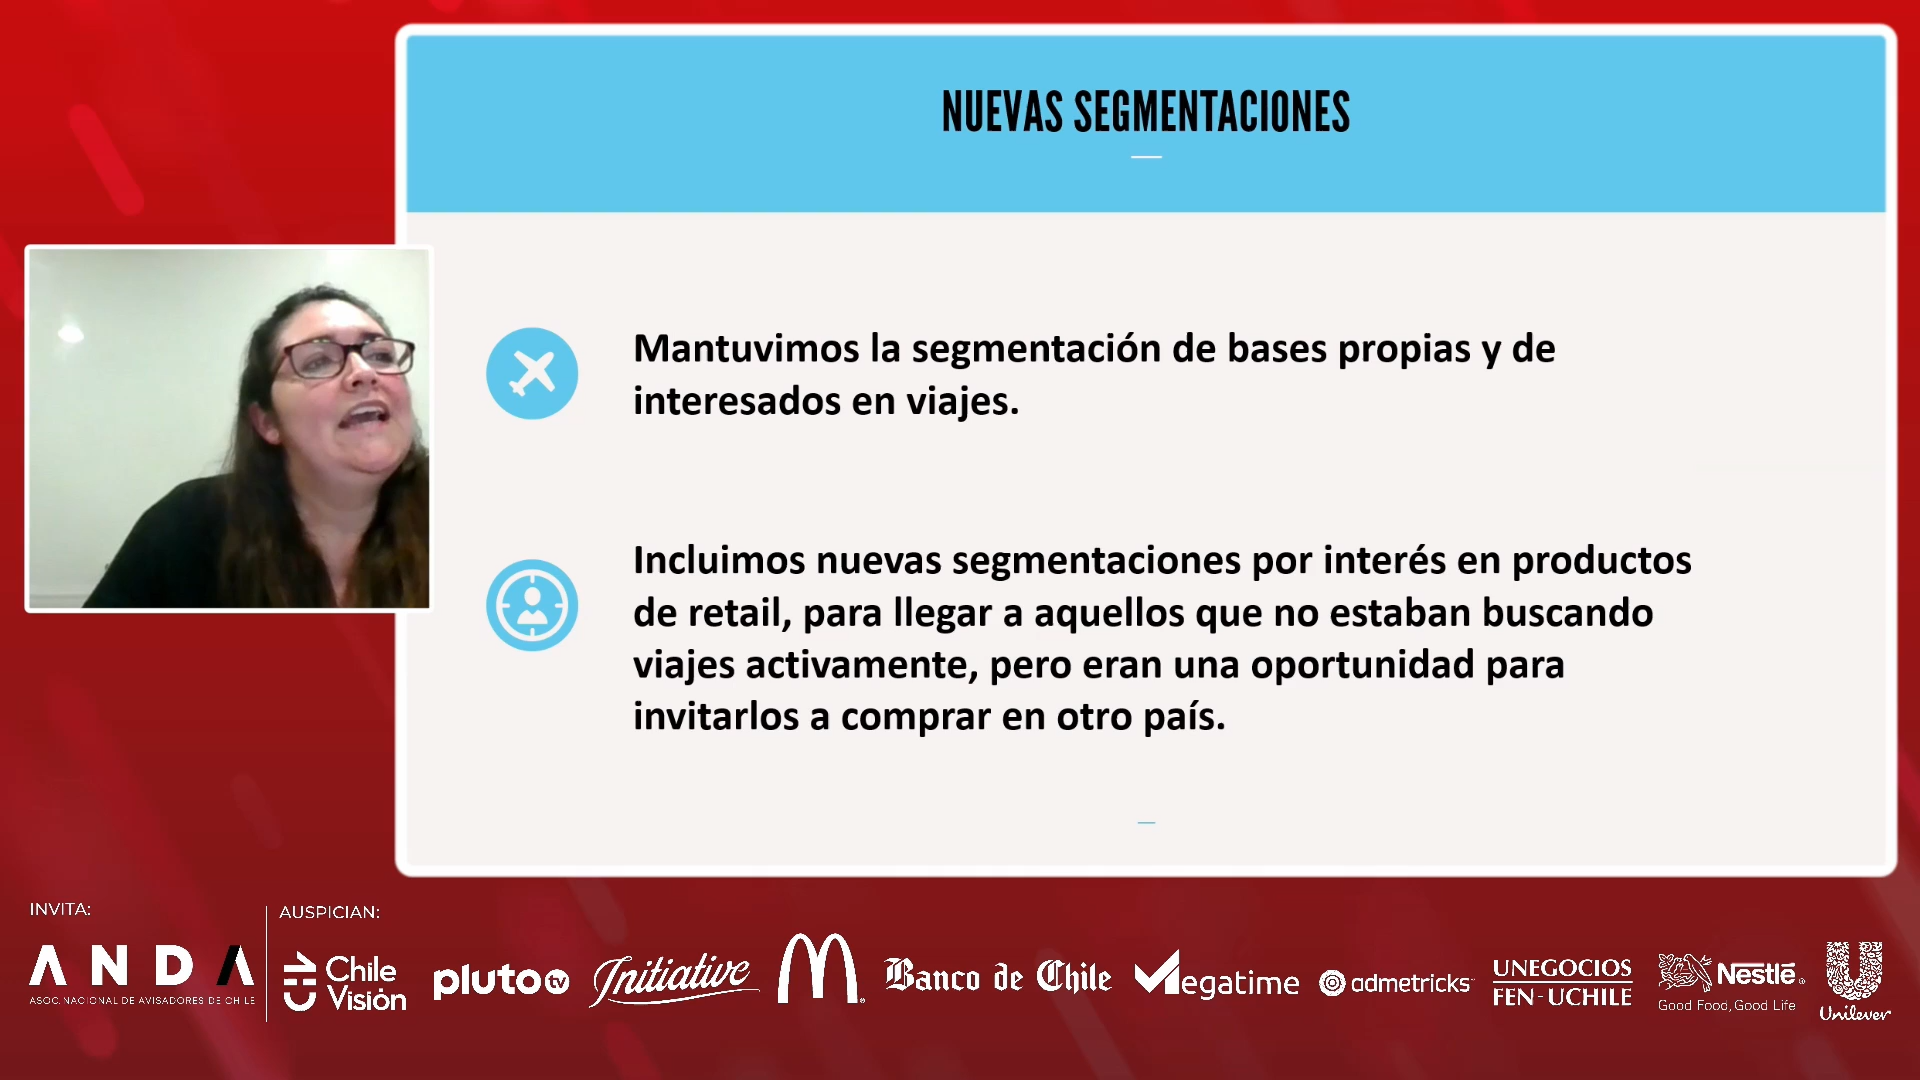 NUEVAS SEGMENTACIONES
Mantuvimos la segmentación de bases propias y de
interesados en viajes.
Incluimos nuevas segmentaciones por interés en productos
de retail, para llegar a aquellos que no estaban buscando
viajes activamente, pero eran una oportunidad para
invitarlos a comprar en otro país.
INVITA:
ANDA
ASOC. NACIONAL DE AVISADORES DE CHILE
AUSPICIAN:
CHV
Chile
Visión
pluto tv
Initiative
Banco de Chile
Megatime
admetricks
UNEGOCIOS
FEN - UCHILE
Nestlé
Good Food, Good Life
Unilever